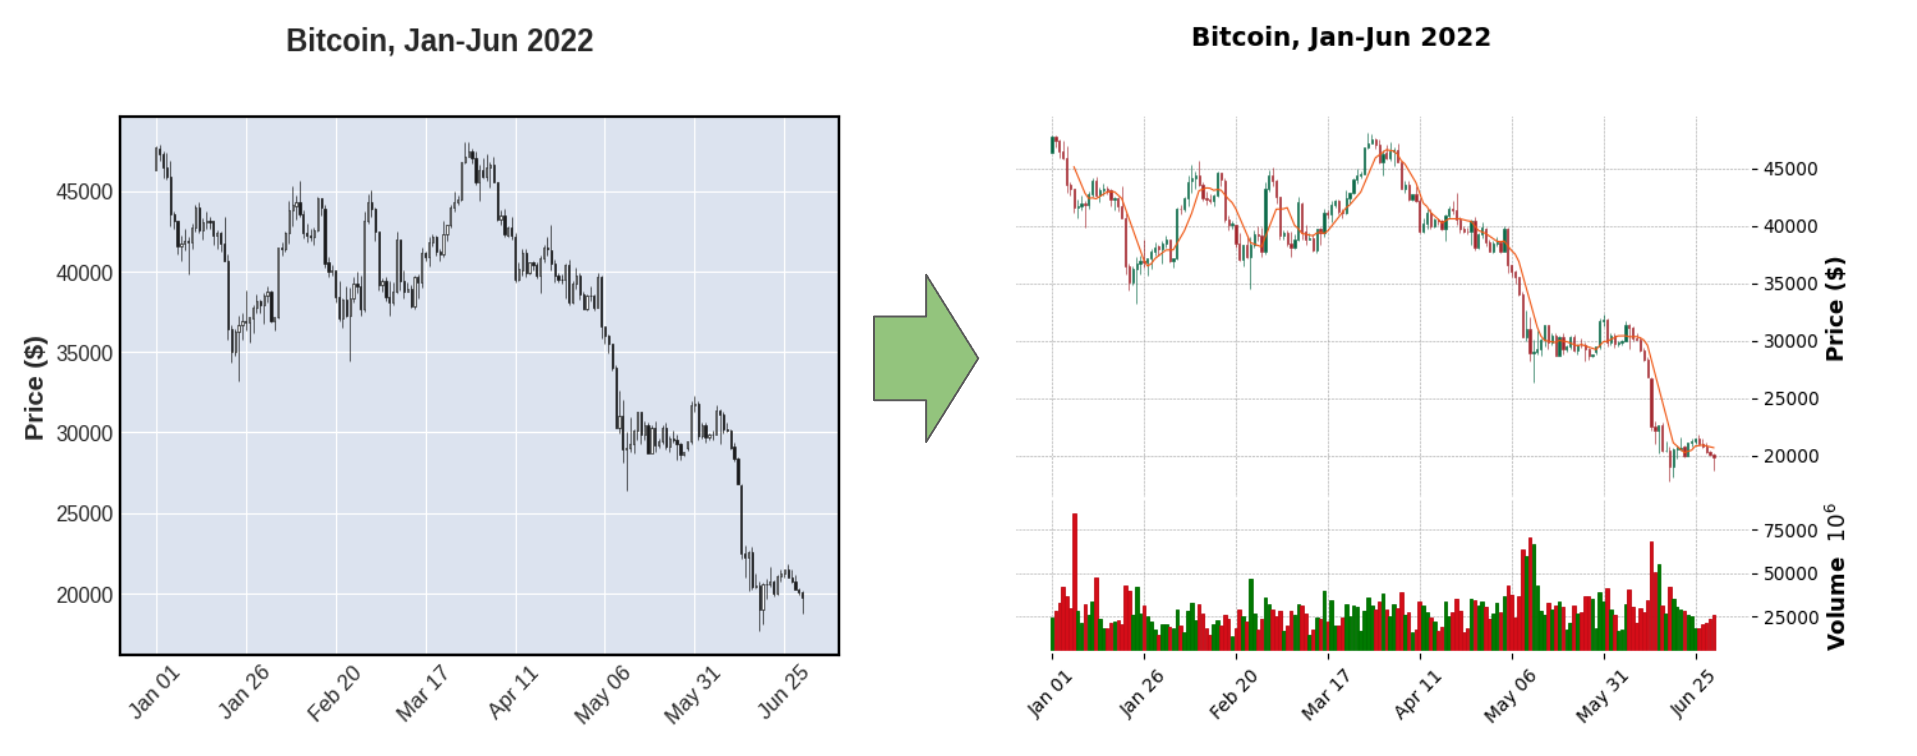 Bitcoin, Jan-Jun 2022
Price ($)
45000
40000
35000
30000
25000
20000
Jan 01
Jan 26
Feb 20
Mar 17
Apr 11
May 06
May 31
Jun 25
Bitcoin, Jan-Jun 2022
45000
40000
35000
30000
25000
20000
Price ($)
75000
50000
25000
Volume 10⁶
Jan 01
Jan 26
Feb 20
Mar 17
Apr 11
May 06
May 31
Jun 25